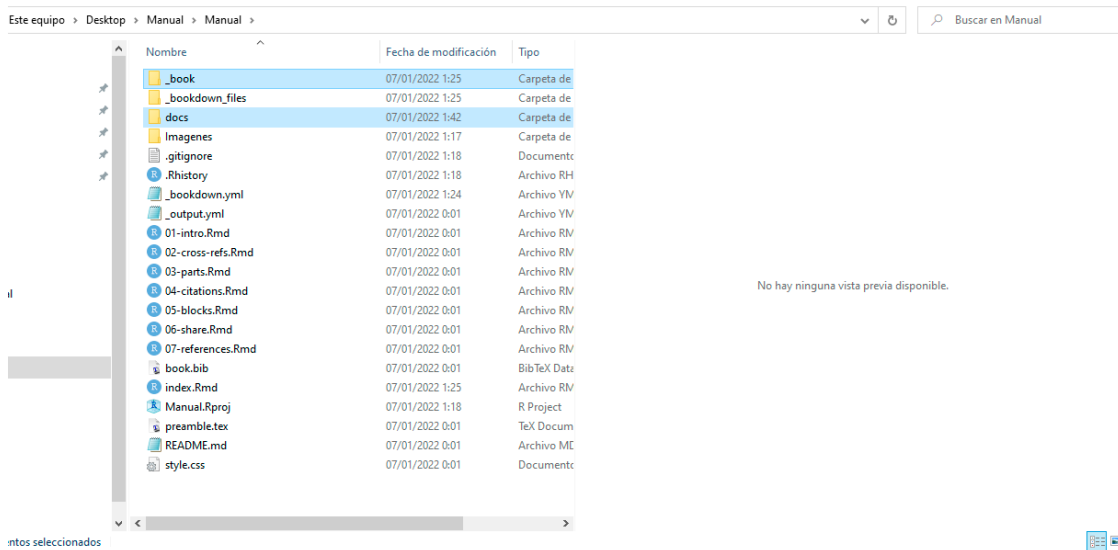 Este equipo > Desktop > Manual > Manual >
Buscar en Manual
Nombre Fecha de modificación Tipo
_book 07/01/2022 1:25 Carpeta de
_bookdown_files 07/01/2022 1:25 Carpeta de
docs 07/01/2022 1:42 Carpeta de
Imagenes 07/01/2022 1:17 Carpeta de
.gitignore 07/01/2022 1:18 Documento
.Rhistory 07/01/2022 1:18 Archivo RH
_bookdown.yml 07/01/2022 1:24 Archivo YM
_output.yml 07/01/2022 0:01 Archivo YM
01-intro.Rmd 07/01/2022 0:01 Archivo RM
02-cross-refs.Rmd 07/01/2022 0:01 Archivo RM
03-parts.Rmd 07/01/2022 0:01 Archivo RM
04-citations.Rmd 07/01/2022 0:01 Archivo RM
05-blocks.Rmd 07/01/2022 0:01 Archivo RM
06-share.Rmd 07/01/2022 0:01 Archivo RM
07-references.Rmd 07/01/2022 0:01 Archivo RM
book.bib 07/01/2022 0:01 BibTeX Data
index.Rmd 07/01/2022 1:25 Archivo RM
Manual.Rproj 07/01/2022 1:18 R Project
preamble.tex 07/01/2022 0:01 TeX Docum
README.md 07/01/2022 0:01 Archivo MD
style.css 07/01/2022 0:01 Documento
No hay ninguna vista previa disponible.
entos seleccionados